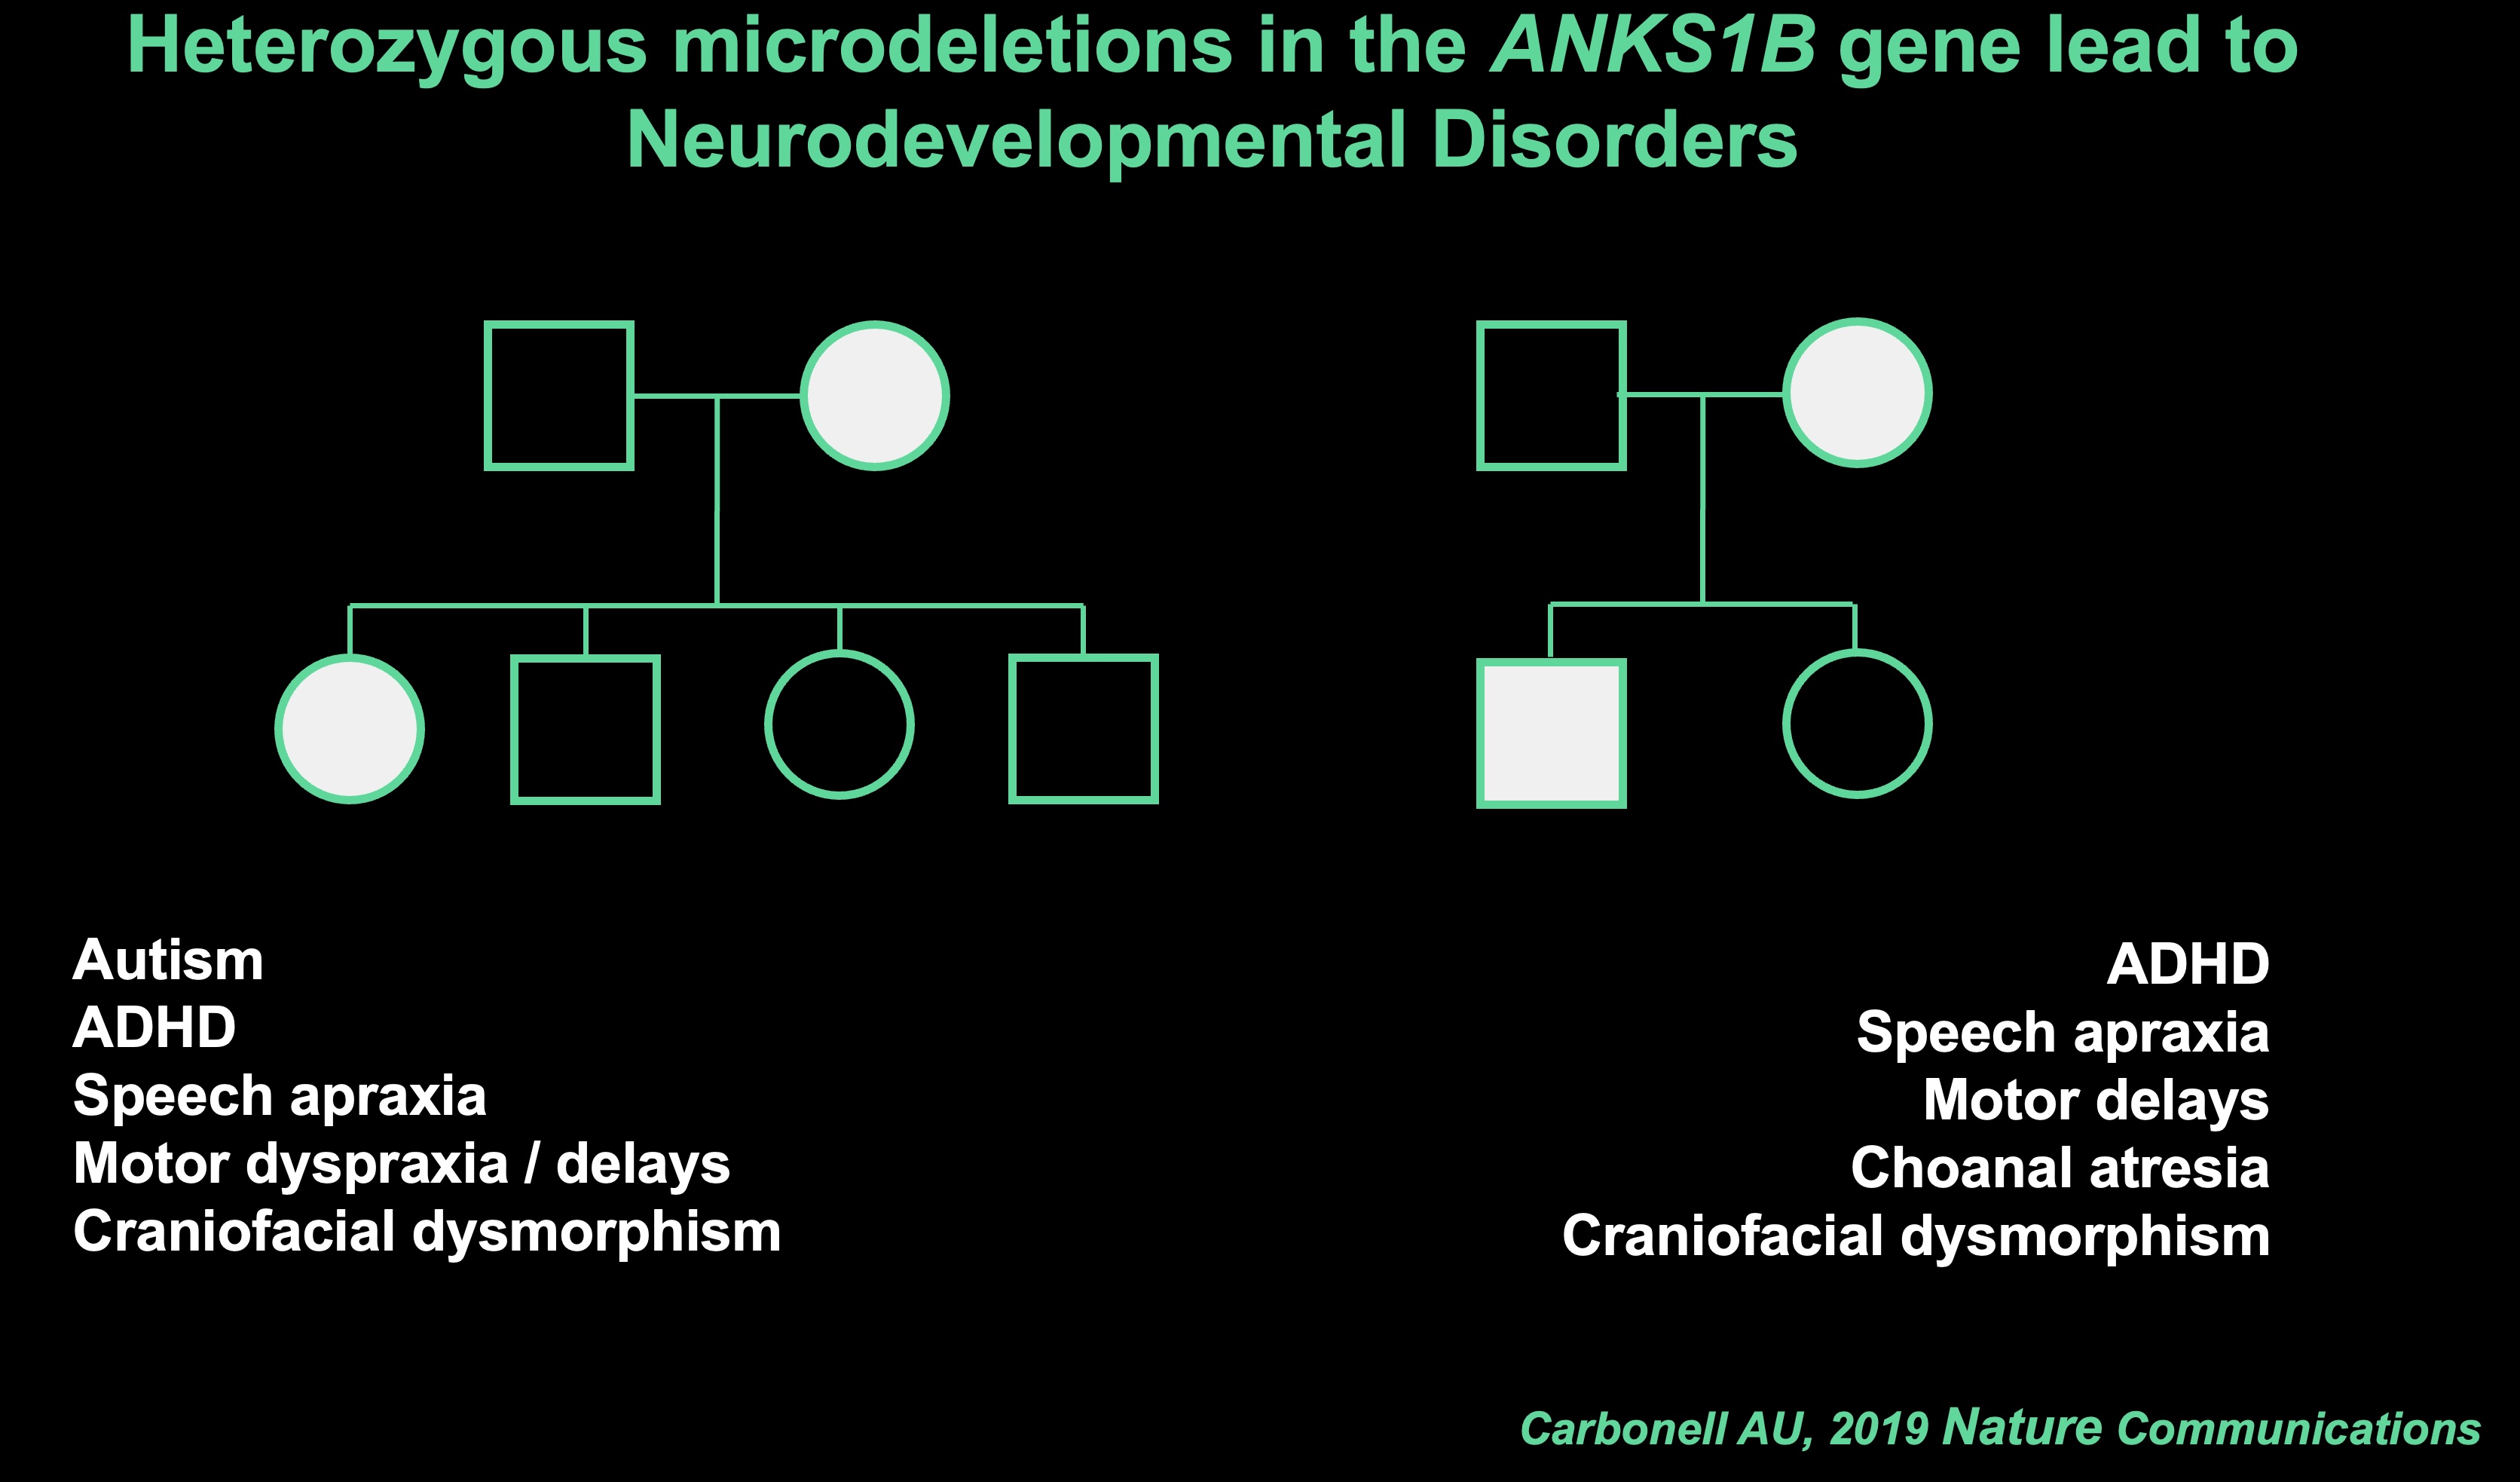 Heterozygous microdeletions in the ANKS1B gene lead to
Neurodevelopmental Disorders
Autism
ADHD
Speech apraxia
Motor dyspraxia / delays
Craniofacial dysmorphism
ADHD
Speech apraxia
Motor delays
Choanal atresia
Craniofacial dysmorphism
Carbonell AU, 2019 Nature Communications